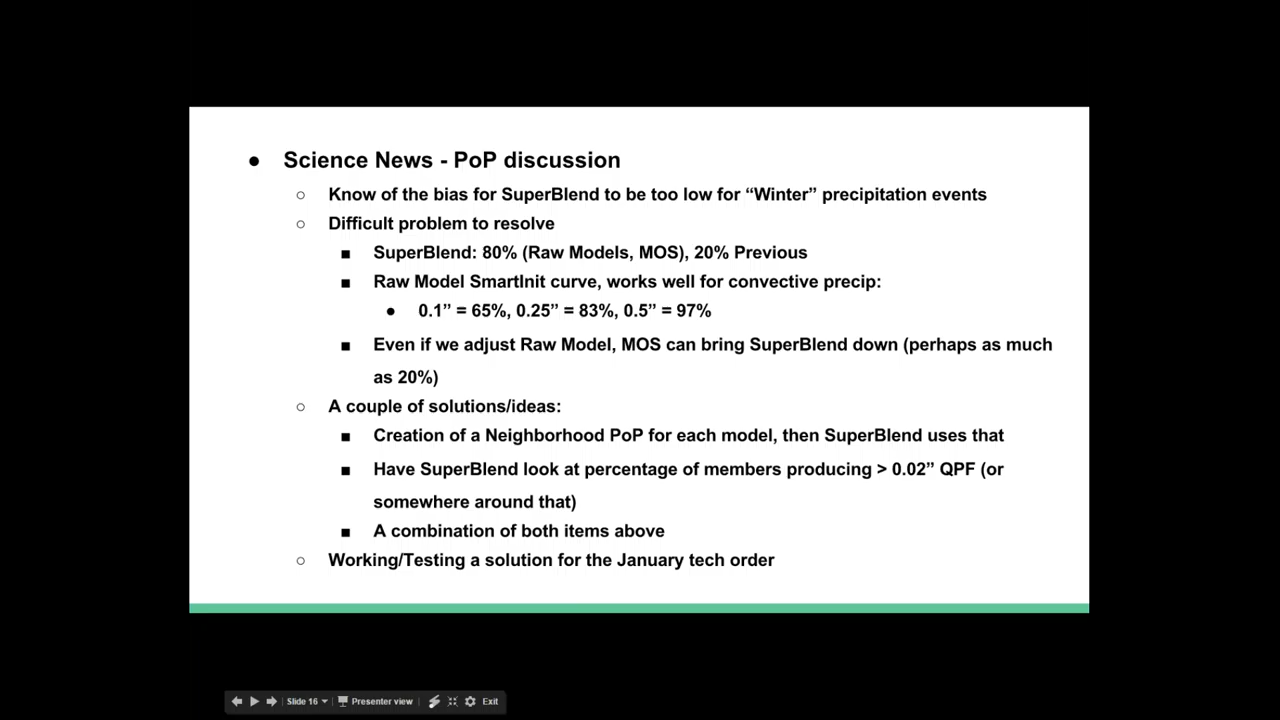 ● Science News - PoP discussion
○ Know of the bias for SuperBlend to be too low for “Winter” precipitation events
○ Difficult problem to resolve
■ SuperBlend: 80% (Raw Models, MOS), 20% Previous
■ Raw Model SmartInit curve, works well for convective precip:
● 0.1” = 65%, 0.25” = 83%, 0.5” = 97%
■ Even if we adjust Raw Model, MOS can bring SuperBlend down (perhaps as much
as 20%)
○ A couple of solutions/ideas:
■ Creation of a Neighborhood PoP for each model, then SuperBlend uses that
■ Have SuperBlend look at percentage of members producing > 0.02” QPF (or
somewhere around that)
■ A combination of both items above
○ Working/Testing a solution for the January tech order
Slide 16 Presenter view Exit